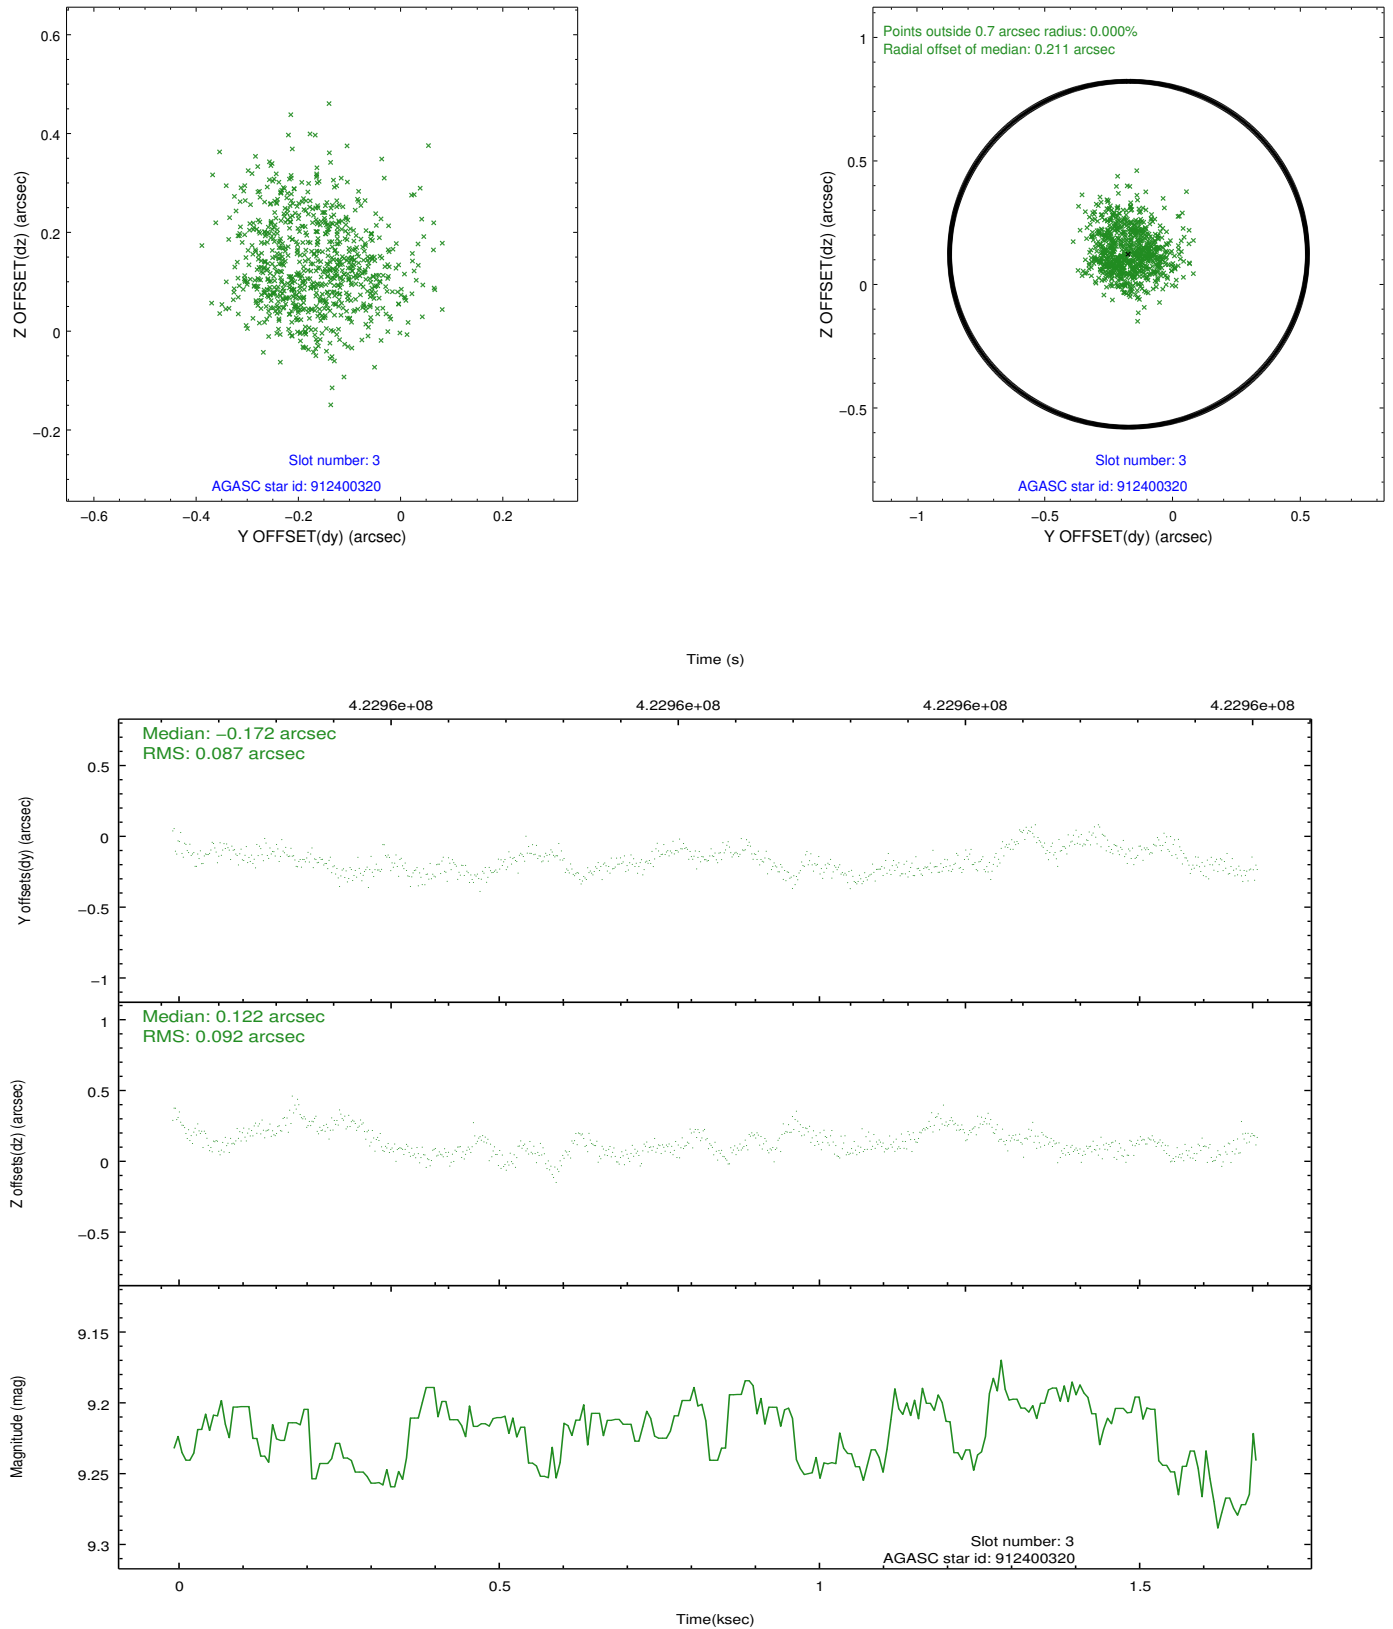 0.6
0.4
0.2
0
−0.2
Z OFFSET(dz) (arcsec)
Slot number: 3
AGASC star id: 912400320
−0.6 −0.4 −0.2 0 0.2
Y OFFSET(dy) (arcsec)
Points outside 0.7 arcsec radius: 0.000%
Radial offset of median: 0.211 arcsec
1
0.5
0
−0.5
Z OFFSET(dz) (arcsec)
Slot number: 3
AGASC star id: 912400320
−1 −0.5 0 0.5
Y OFFSET(dy) (arcsec)
Time (s)
4.2296e+08 4.2296e+08 4.2296e+08 4.2296e+08
Median: −0.172 arcsec
RMS: 0.087 arcsec
0.5
0
−0.5
−1
Y offsets(dy) (arcsec)
Median: 0.122 arcsec
RMS: 0.092 arcsec
1
0.5
0
−0.5
Z offsets(dz) (arcsec)
9.15
9.2
9.25
9.3
Magnitude (mag)
Slot number: 3
AGASC star id: 912400320
0 0.5 1 1.5
Time(ksec)